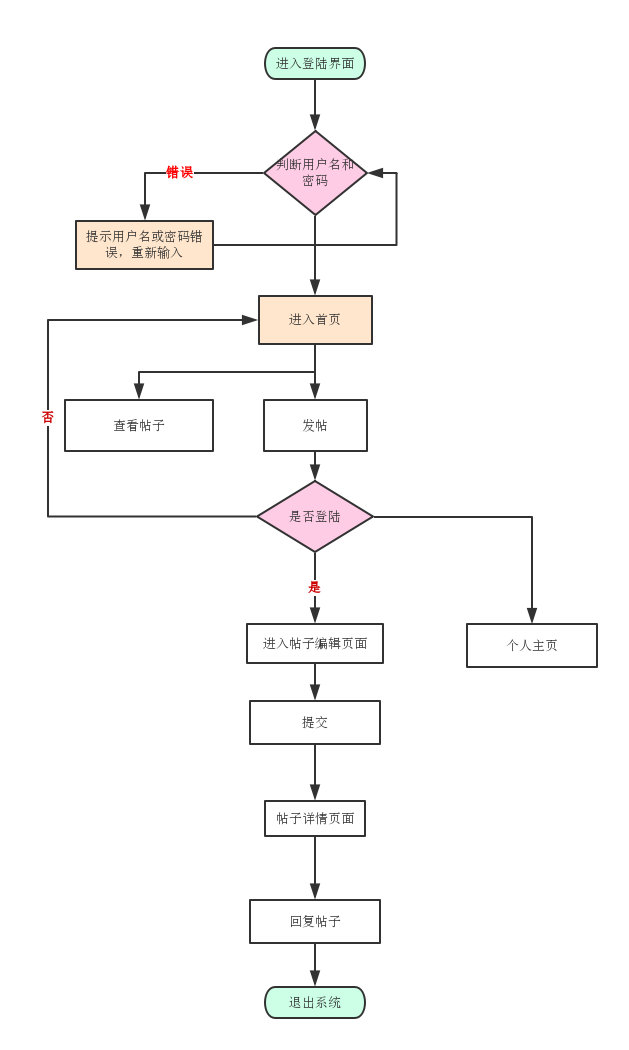 进入登陆界面
判断用户名和
密码
错误
提示用户名或密码错
误，重新输入
进入首页
否
查看帖子
发帖
是否登陆
是
进入帖子编辑页面
个人主页
提交
帖子详情页面
回复帖子
退出系统